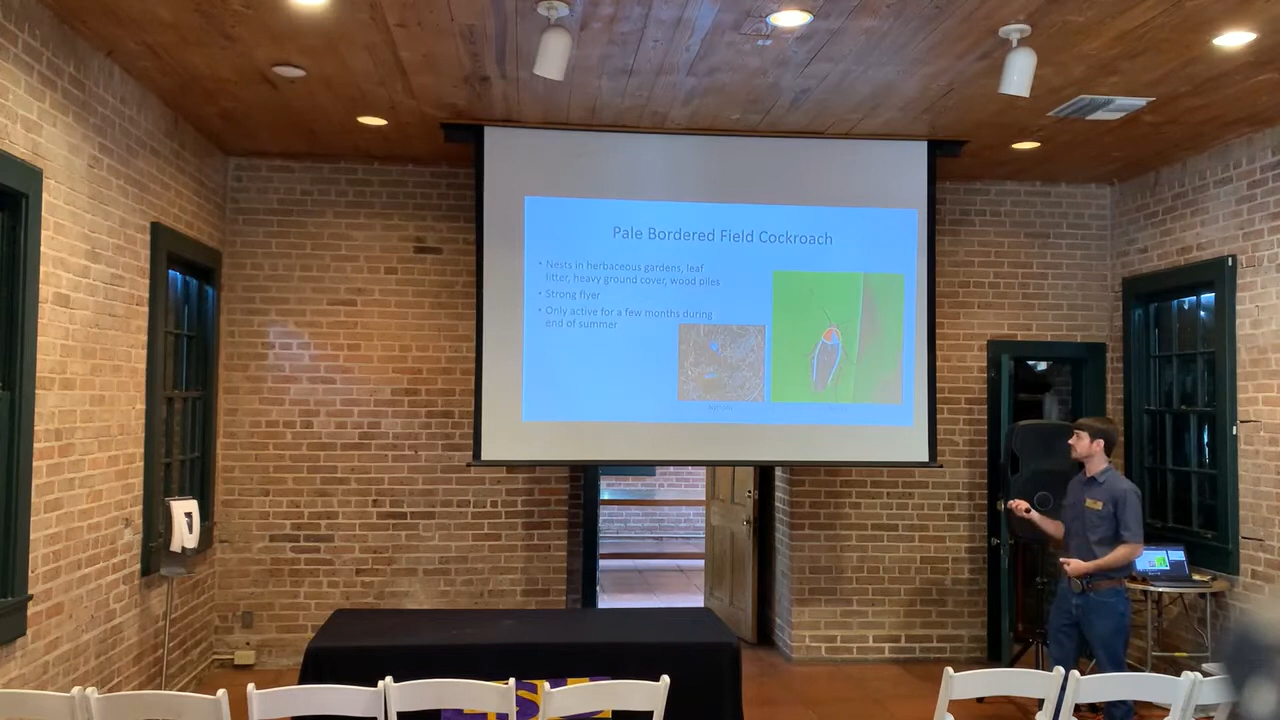 Pale Bordered Field Cockroach
• Nests in herbaceous gardens, leaf
litter, heavy ground cover, wood piles
• Strong flyer
• Only active for a few months during
end of summer